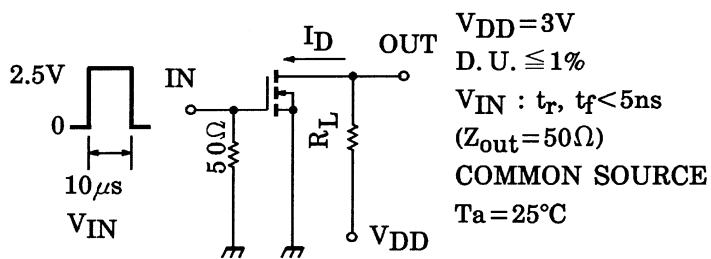 2.5V
0
10μs
VIN
IN
50Ω
ID
OUT
RL
VDD
VDD=3V
D. U.≦1%
VIN : tr, tf<5ns
(Zout=50Ω)
COMMON SOURCE
Ta=25°C